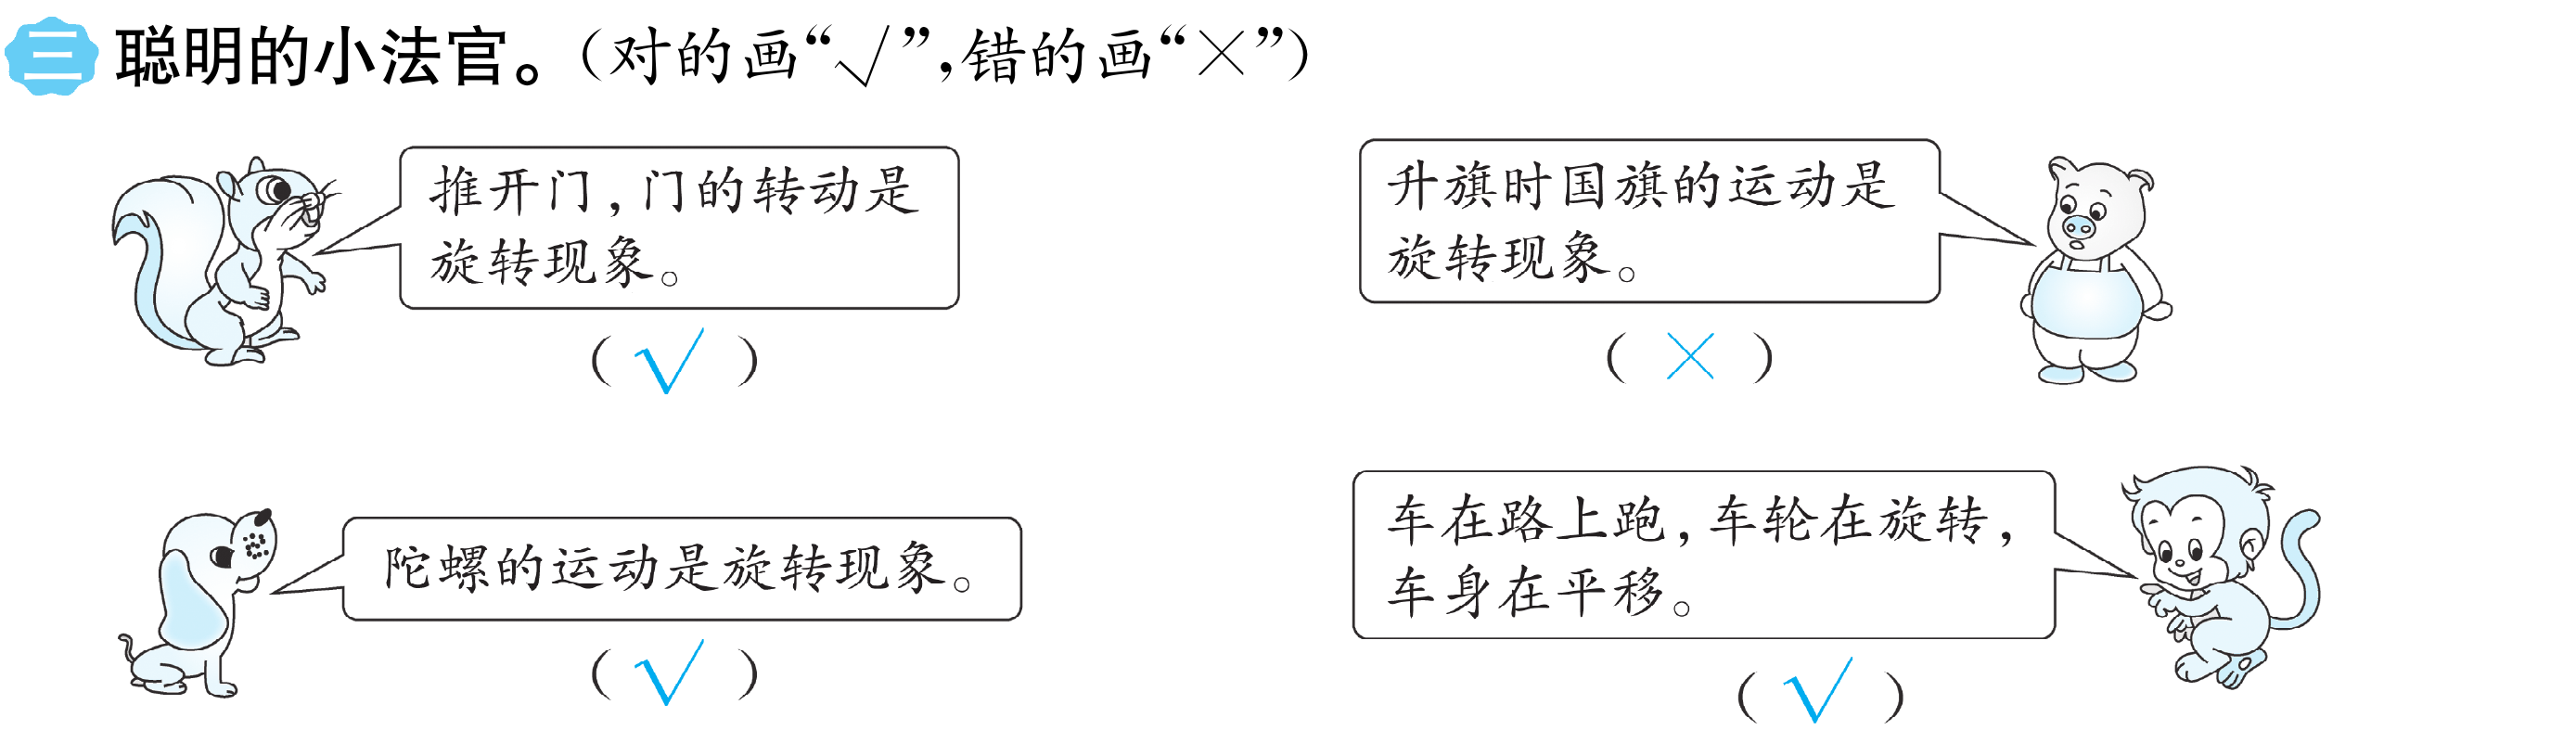 三 聪明的小法官。(对的画“√”,错的画“×”)
推开门,门的转动是
旋转现象。
(√)
升旗时国旗的运动是
旋转现象。
(×)
陀螺的运动是旋转现象。
(√)
车在路上跑,车轮在旋转,
车身在平移。
(√)